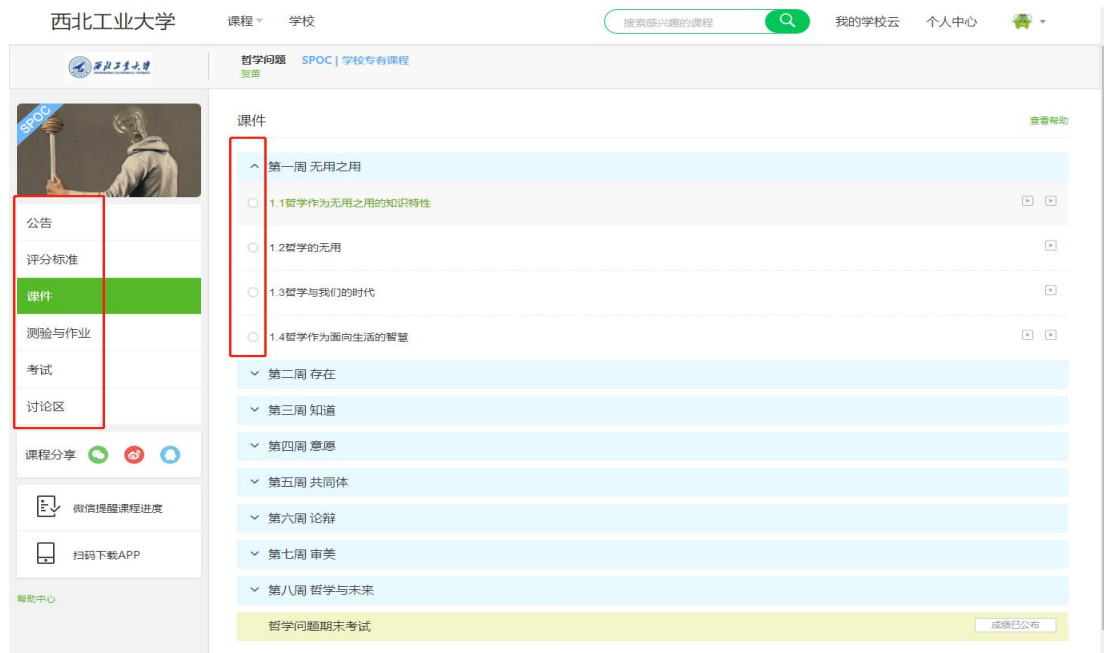 西北工业大学 课程 学校 搜索感兴趣的课程 我的学校云 个人中心
西北工业大学 哲学问题 SPOC | 学校专有课程
贺苗
SPOC
课件 查看帮助
第一周 无用之用
1.1哲学作为无用之用的知识特性
1.2哲学的无用
1.3哲学与我们的时代
1.4哲学作为面向生活的智慧
第二周 存在
第三周 知道
第四周 意愿
第五周 共同体
第六周 论辩
第七周 审美
第八周 哲学与未来
哲学问题期末考试 成绩已公布
公告
评分标准
课件
测验与作业
考试
讨论区
课程分享
微信提醒课程进度
扫码下载APP
帮助中心